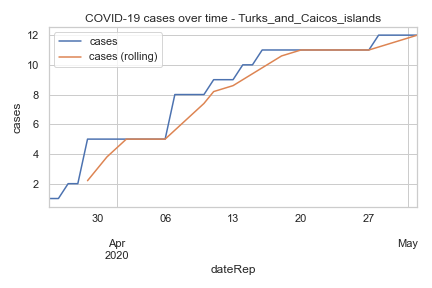 COVID-19 cases over time - Turks_and_Caicos_islands
12
10
8
6
4
2
cases
cases
cases (rolling)
30 06 13 20 27
Apr May
2020
dateRep